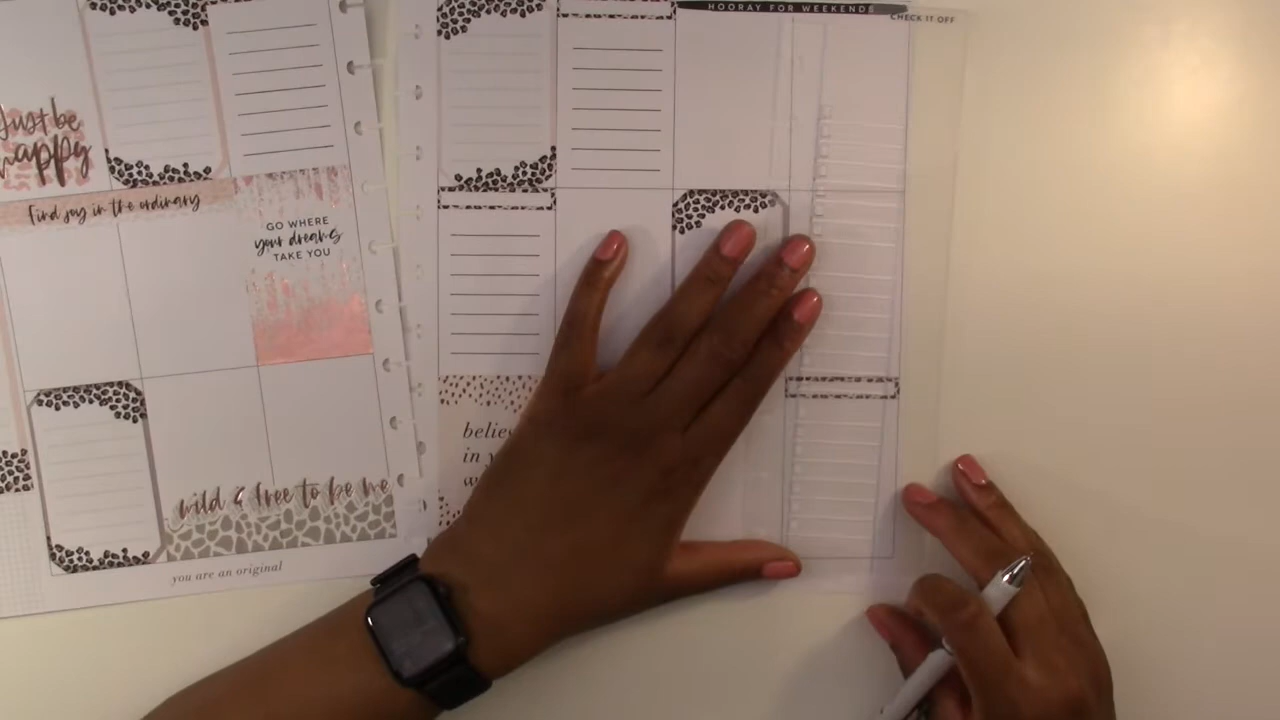 Just be
happy
Find joy in the ordinary
GO WHERE
your dreams
TAKE YOU
wild & free to be me
you are an original
HOORAY FOR WEEKENDS
CHECK IT OFF
in